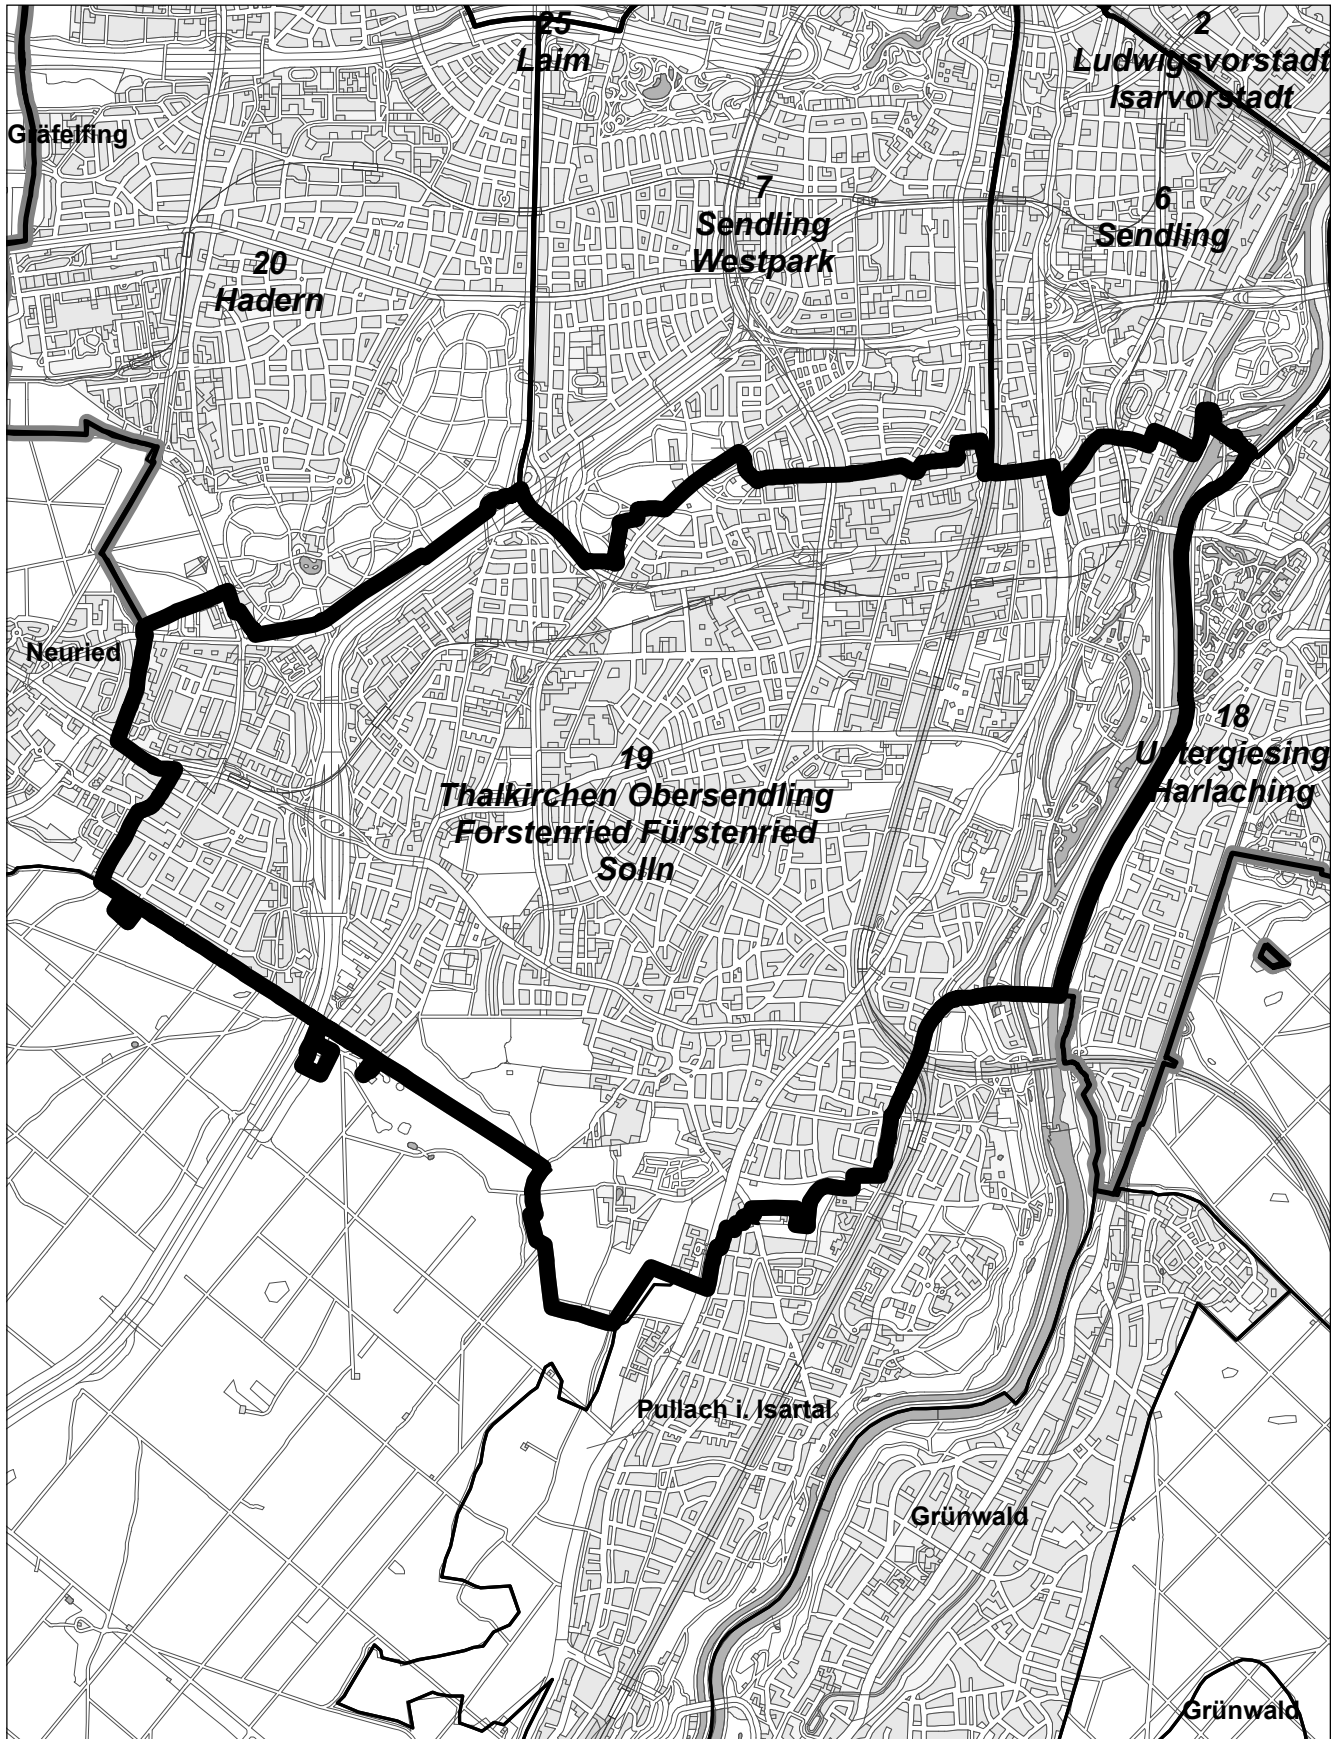 25
Laim
2
Ludwigsvorstadt
Isarvorstadt
Gräfelfing
7
Sendling
Westpark
6
Sendling
20
Hadern
Neuried
18
Untergiesing
Harlaching
19
Thalkirchen Obersendling
Forstenried Fürstenried
Solln
Pullach i. Isartal
Grünwald
Grünwald